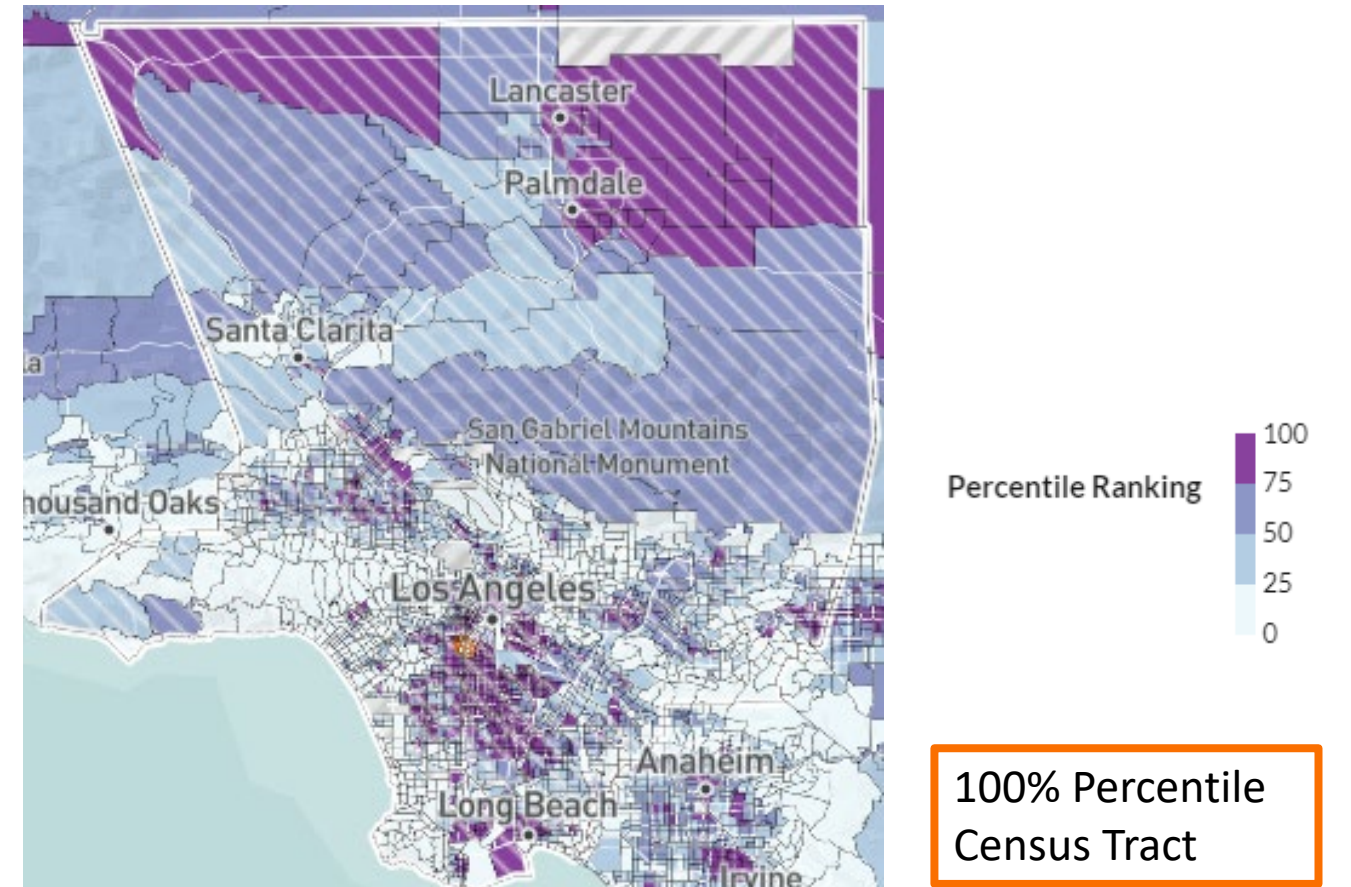 Lancaster
Palmdale
Santa Clarita
a
San Gabriel Mountains
National Monument
housand Oaks
Los Angeles
Anaheim
Long Beach
Irvine
Percentile Ranking
100
75
50
25
0
100% Percentile
Census Tract